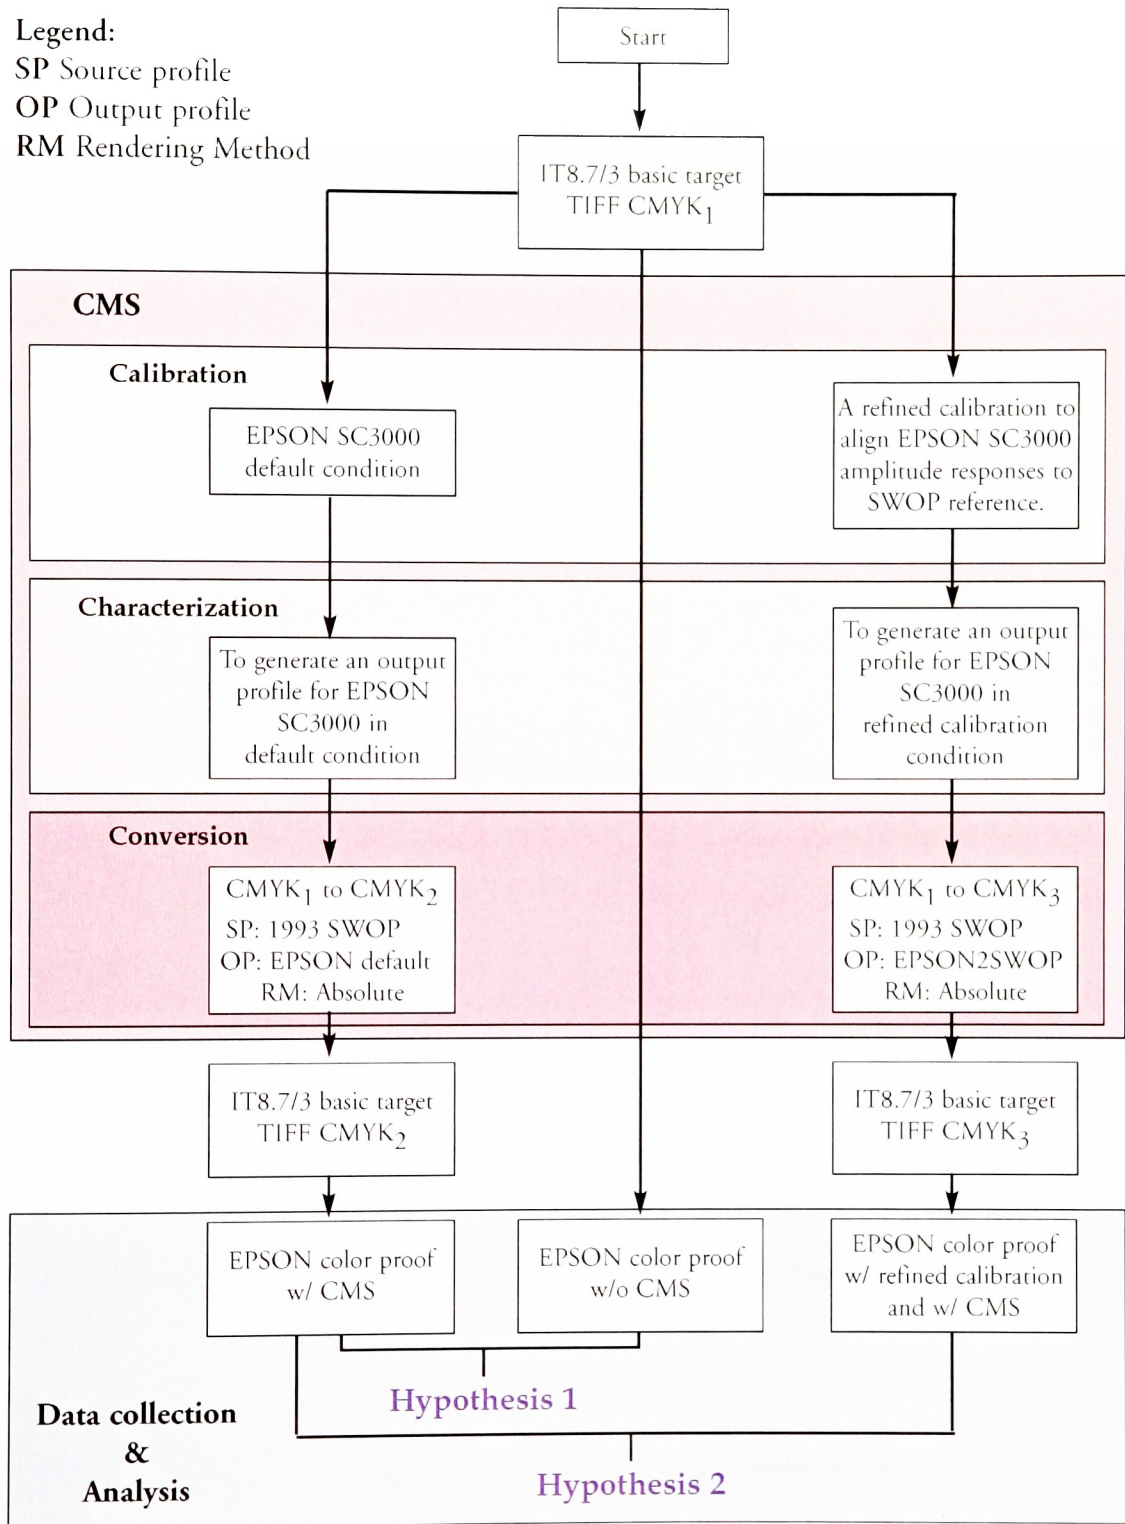 Legend:
SP Source profile
OP Output profile
RM Rendering Method
Start
IT8.7/3 basic target
TIFF CMYK1
CMS
Calibration
EPSON SC3000
default condition
A refined calibration to
align EPSON SC3000
amplitude responses to
SWOP reference.
Characterization
To generate an output
profile for EPSON
SC3000 in
default condition
To generate an output
profile for EPSON
SC3000 in
refined calibration
condition
Conversion
CMYK1 to CMYK2
SP: 1993 SWOP
OP: EPSON default
RM: Absolute
CMYK1 to CMYK3
SP: 1993 SWOP
OP: EPSON2SWOP
RM: Absolute
IT8.7/3 basic target
TIFF CMYK2
IT8.7/3 basic target
TIFF CMYK3
EPSON color proof
w/ CMS
EPSON color proof
w/o CMS
EPSON color proof
w/ refined calibration
and w/ CMS
Hypothesis 1
Data collection
&
Analysis
Hypothesis 2